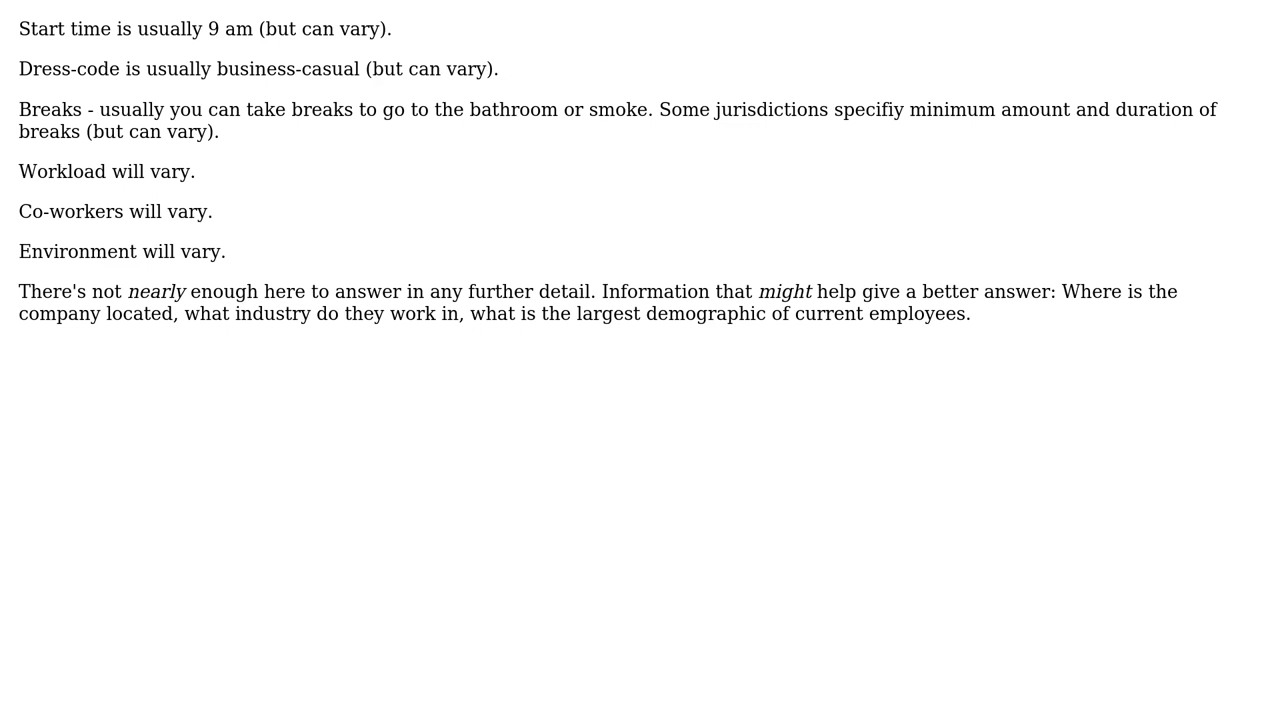 Start time is usually 9 am (but can vary).
Dress-code is usually business-casual (but can vary).
Breaks - usually you can take breaks to go to the bathroom or smoke. Some jurisdictions specifiy minimum amount and duration of
breaks (but can vary).
Workload will vary.
Co-workers will vary.
Environment will vary.
There's not nearly enough here to answer in any further detail. Information that might help give a better answer: Where is the
company located, what industry do they work in, what is the largest demographic of current employees.